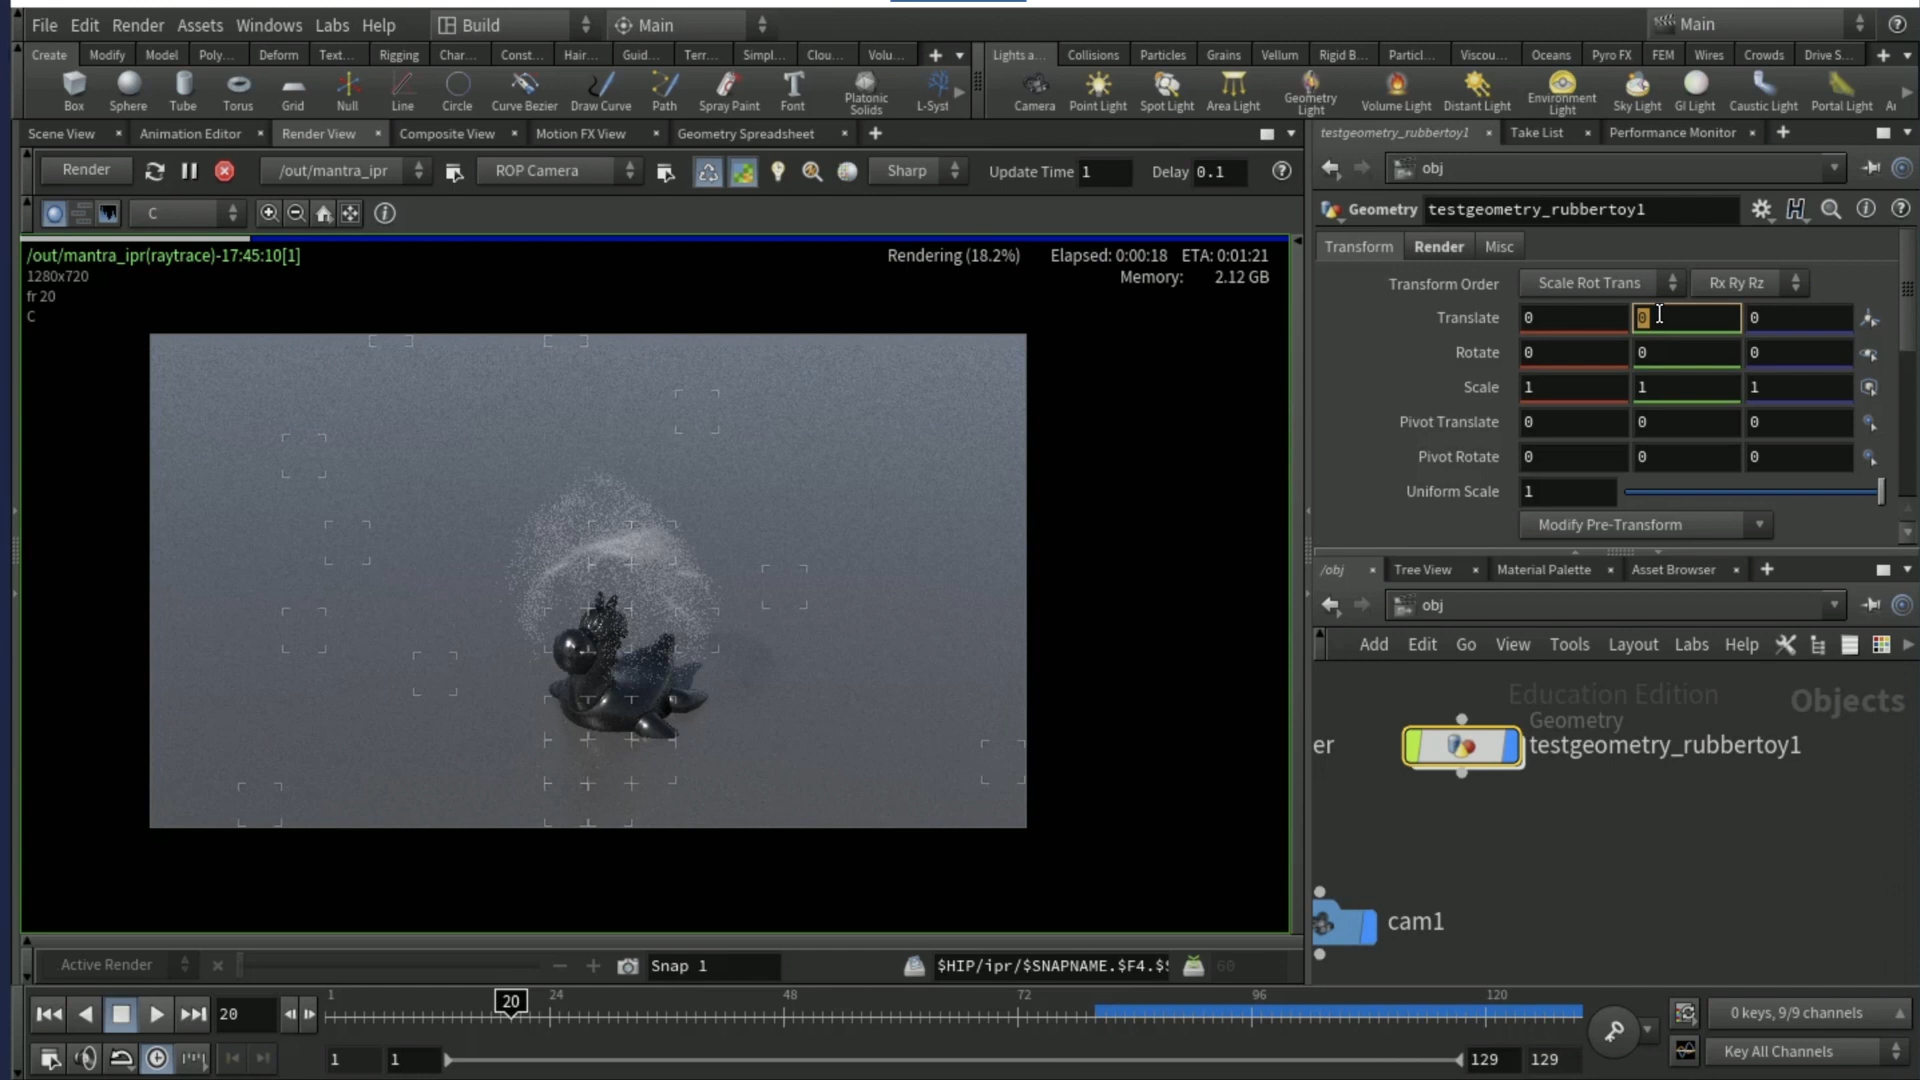 File Edit Render Assets Windows Labs Help Build Main Main
Create Modify Model Poly... Deform Text... Rigging Char... Const... Hair... Guid... Terr... Simpl... Clou... Volu... Lights a... Collisions Particles Grains Vellum Rigid B... Particl... Viscou... Oceans Pyro FX FEM Wires Crowds Drive S...
Box Sphere Tube Torus Grid Null Line Circle Curve Bezier Draw Curve Path Spray Paint Font Platonic Solids L-Syst Camera Point Light Spot Light Area Light Geometry Light Volume Light Distant Light Environment Light Sky Light GI Light Caustic Light Portal Light
Scene View Animation Editor Render View Composite View Motion FX View Geometry Spreadsheet
Render /out/mantra_ipr ROP Camera Sharp Update Time 1 Delay 0.1
C
/out/mantra_ipr(raytrace)-17:45:10[1]
Rendering (18.2%) Elapsed: 0:00:18 ETA: 0:01:21
1280x720
Memory: 2.12 GB
fr 20
C
Active Render Snap 1 $HIP/ipr/$SNAPNAME.$F4.$ 60
testgeometry_rubbertoy1 Take List Performance Monitor
obj
Geometry testgeometry_rubbertoy1
Transform Render Misc
Transform Order Scale Rot Trans Rx Ry Rz
Translate 0 0 0
Rotate 0 0 0
Scale 1 1 1
Pivot Translate 0 0 0
Pivot Rotate 0 0 0
Uniform Scale 1
Modify Pre-Transform
/obj Tree View Material Palette Asset Browser
obj
Add Edit Go View Tools Layout Labs Help
Education Edition Objects
Geometry
er testgeometry_rubbertoy1
cam1
20 1 20 24 48 72 96 120 0 keys, 9/9 channels
1 1 129 129 Key All Channels